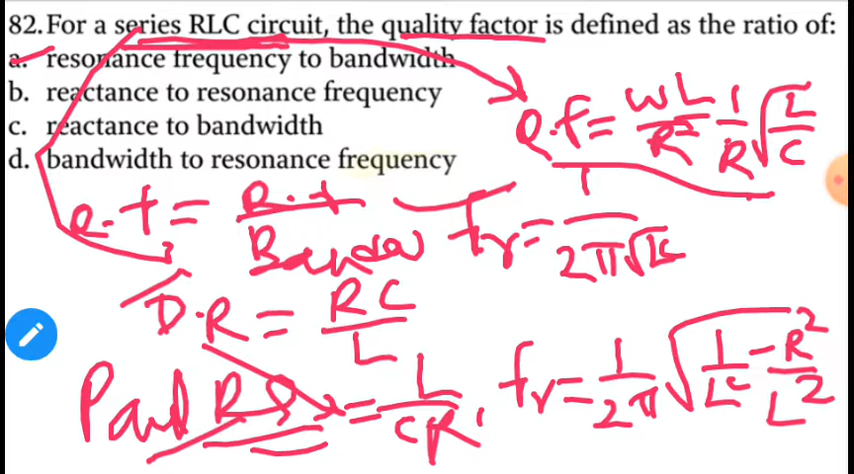 82. For a series RLC circuit, the quality factor is defined as the ratio of:
a. resonance frequency to bandwidth
b. reactance to resonance frequency
c. reactance to bandwidth
d. bandwidth to resonance frequency
Q.f = WL/R = 1/R √L/C
Q.f = R.f/Bandw
fr = 1/2π√LC
D.R = RC/L
= L/CR
fr = 1/2π √1/LC - R²/L²